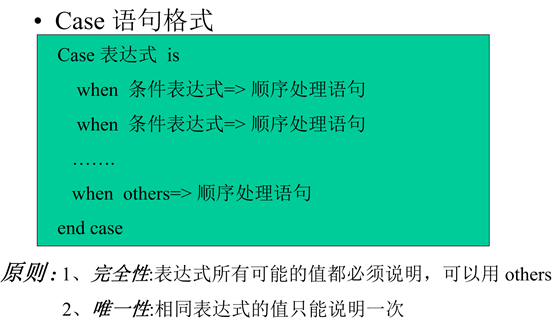 • Case 语句格式
Case 表达式 is
when 条件表达式=> 顺序处理语句
when 条件表达式=> 顺序处理语句
…….
when others=> 顺序处理语句
end case
原则：1、完全性:表达式所有可能的值都必须说明，可以用 others
2、唯一性:相同表达式的值只能说明一次